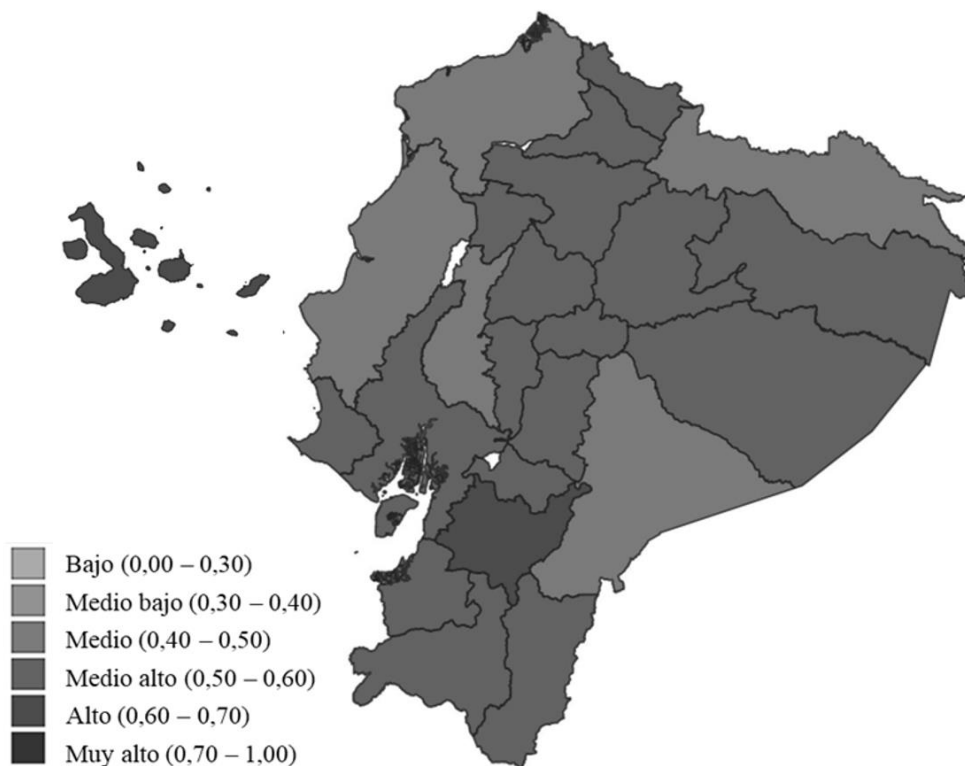 Bajo (0,00 – 0,30)
Medio bajo (0,30 – 0,40)
Medio (0,40 – 0,50)
Medio alto (0,50 – 0,60)
Alto (0,60 – 0,70)
Muy alto (0,70 – 1,00)